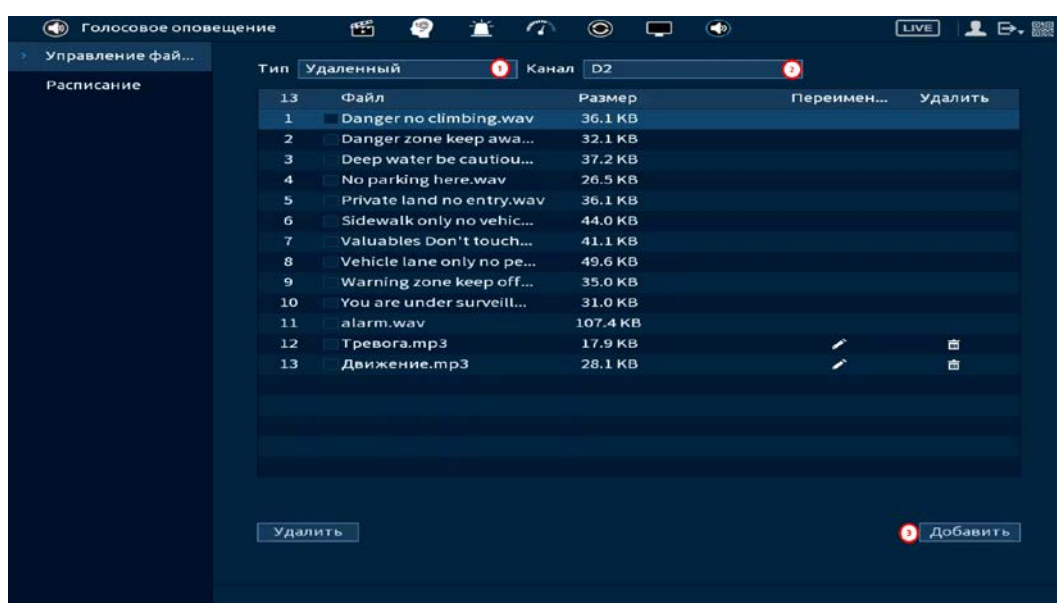 Голосовое оповещение LIVE
Управление фай...
Расписание
Тип Удаленный 1 Канал D2 2
13 Файл Размер Переимен... Удалить
1 Danger no climbing.wav 36.1 KB
2 Danger zone keep awa... 32.1 KB
3 Deep water be cautiou... 37.2 KB
4 No parking here.wav 26.5 KB
5 Private land no entry.wav 36.1 KB
6 Sidewalk only no vehic... 44.0 KB
7 Valuables Don't touch... 41.1 KB
8 Vehicle lane only no pe... 49.6 KB
9 Warning zone keep off... 35.0 KB
10 You are under surveill... 31.0 KB
11 alarm.wav 107.4 KB
12 Тревога.mp3 17.9 KB
13 Движение.mp3 28.1 KB
Удалить 3 Добавить